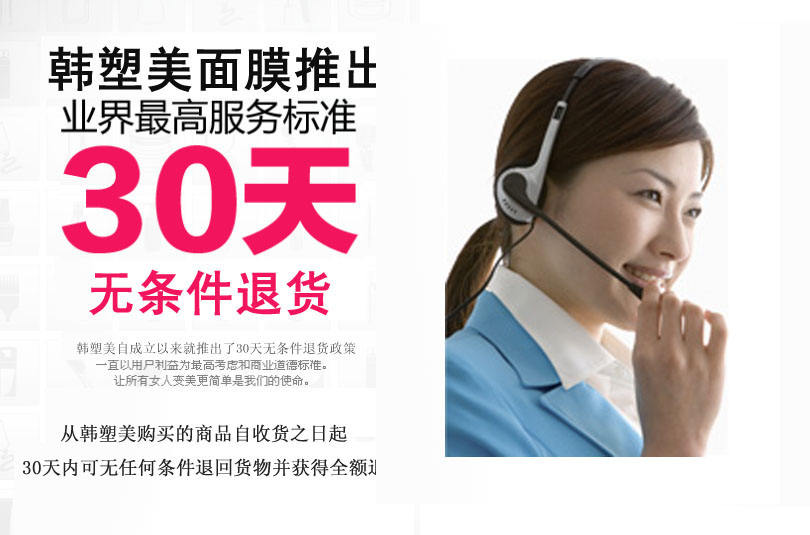 韩塑美面膜推出
业界最高服务标准
30天
无条件退货
韩塑美自成立以来就推出了30天无条件退货政策
一直以用户利益为最高考虑和商业道德标准。
让所有女人变美更简单是我们的使命。
从韩塑美购买的商品自收货之日起
30天内可无任何条件退回货物并获得全额